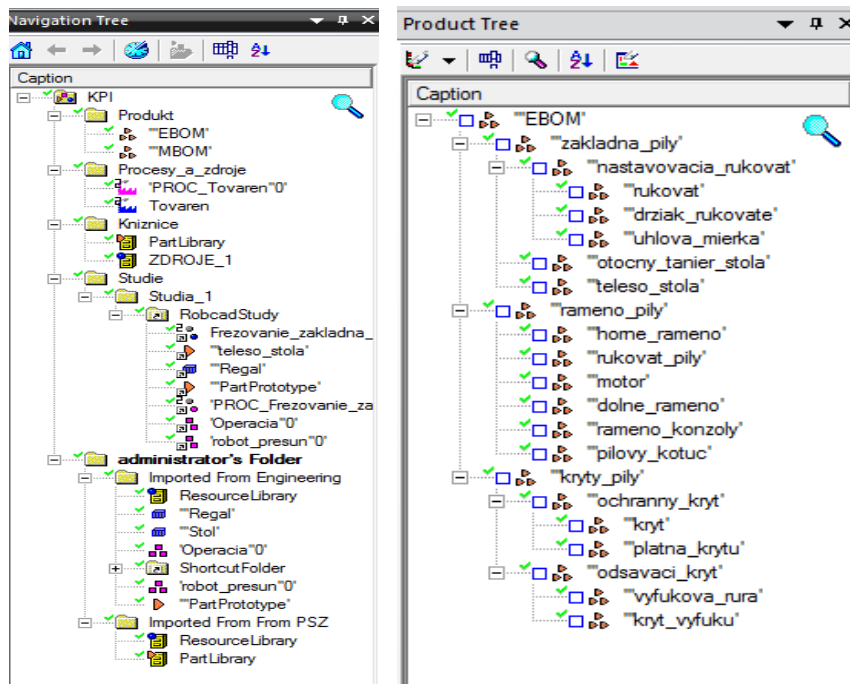 Navigation Tree
Caption
KPI
Produkt
'''EBOM'
'''MBOM'
Procesy_a_zdroje
'PROC_Tovaren''0'
Tovaren
Kniznice
PartLibrary
ZDROJE_1
Studie
Studia_1
RobcadStudy
Frezovanie_zakladna_
'''teleso_stola'
'''Regal'
'''PartPrototype'
'PROC_Frezovanie_za
'Operacia''0'
'robot_presun''0'
administrator's Folder
Imported From Engineering
ResourceLibrary
'''Regal'
'''Stol'
'Operacia''0'
ShortcutFolder
'robot_presun''0'
'''PartPrototype'
Imported From From PSZ
ResourceLibrary
PartLibrary
Product Tree
Caption
'''EBOM'
'''zakladna_pily'
'''nastavovacia_rukovat'
'''rukovat'
'''drziak_rukovate'
'''uhlova_mierka'
'''otocny_tanier_stola'
'''teleso_stola'
'''rameno_pily'
'''horne_rameno'
'''rukovat_pily'
'''motor'
'''dolne_rameno'
'''rameno_konzoly'
'''pilovy_kotuc'
'''kryty_pily'
'''ochranny_kryt'
'''kryt'
'''platna_krytu'
'''odsavaci_kryt'
'''vyfukova_rura'
'''kryt_vyfuku'